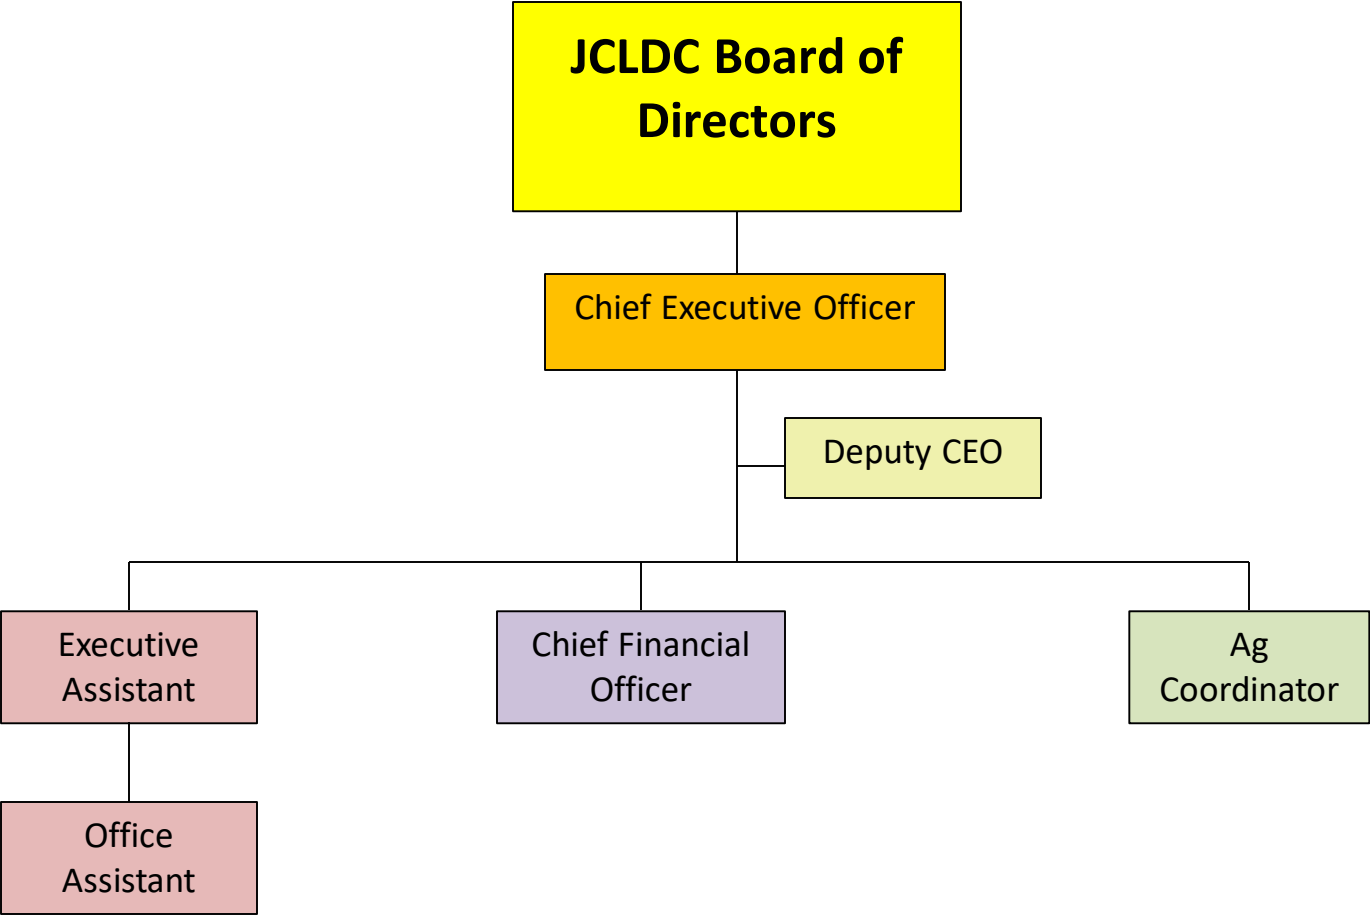 JCLDC Board of
Directors
Chief Executive Officer
Deputy CEO
Executive
Assistant
Chief Financial
Officer
Ag
Coordinator
Office
Assistant